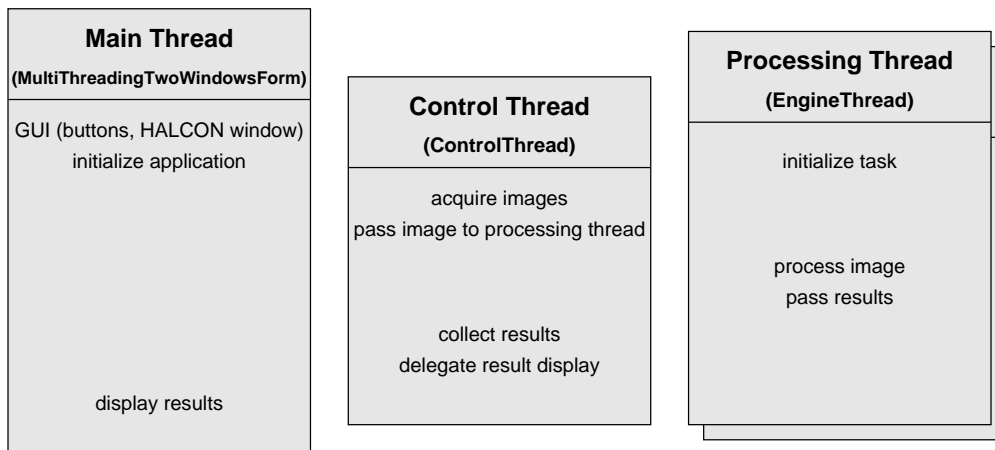 Main Thread
(MultiThreadingTwoWindowsForm)
GUI (buttons, HALCON window)
initialize application
display results
Control Thread
(ControlThread)
acquire images
pass image to processing thread
collect results
delegate result display
Processing Thread
(EngineThread)
initialize task
process image
pass results